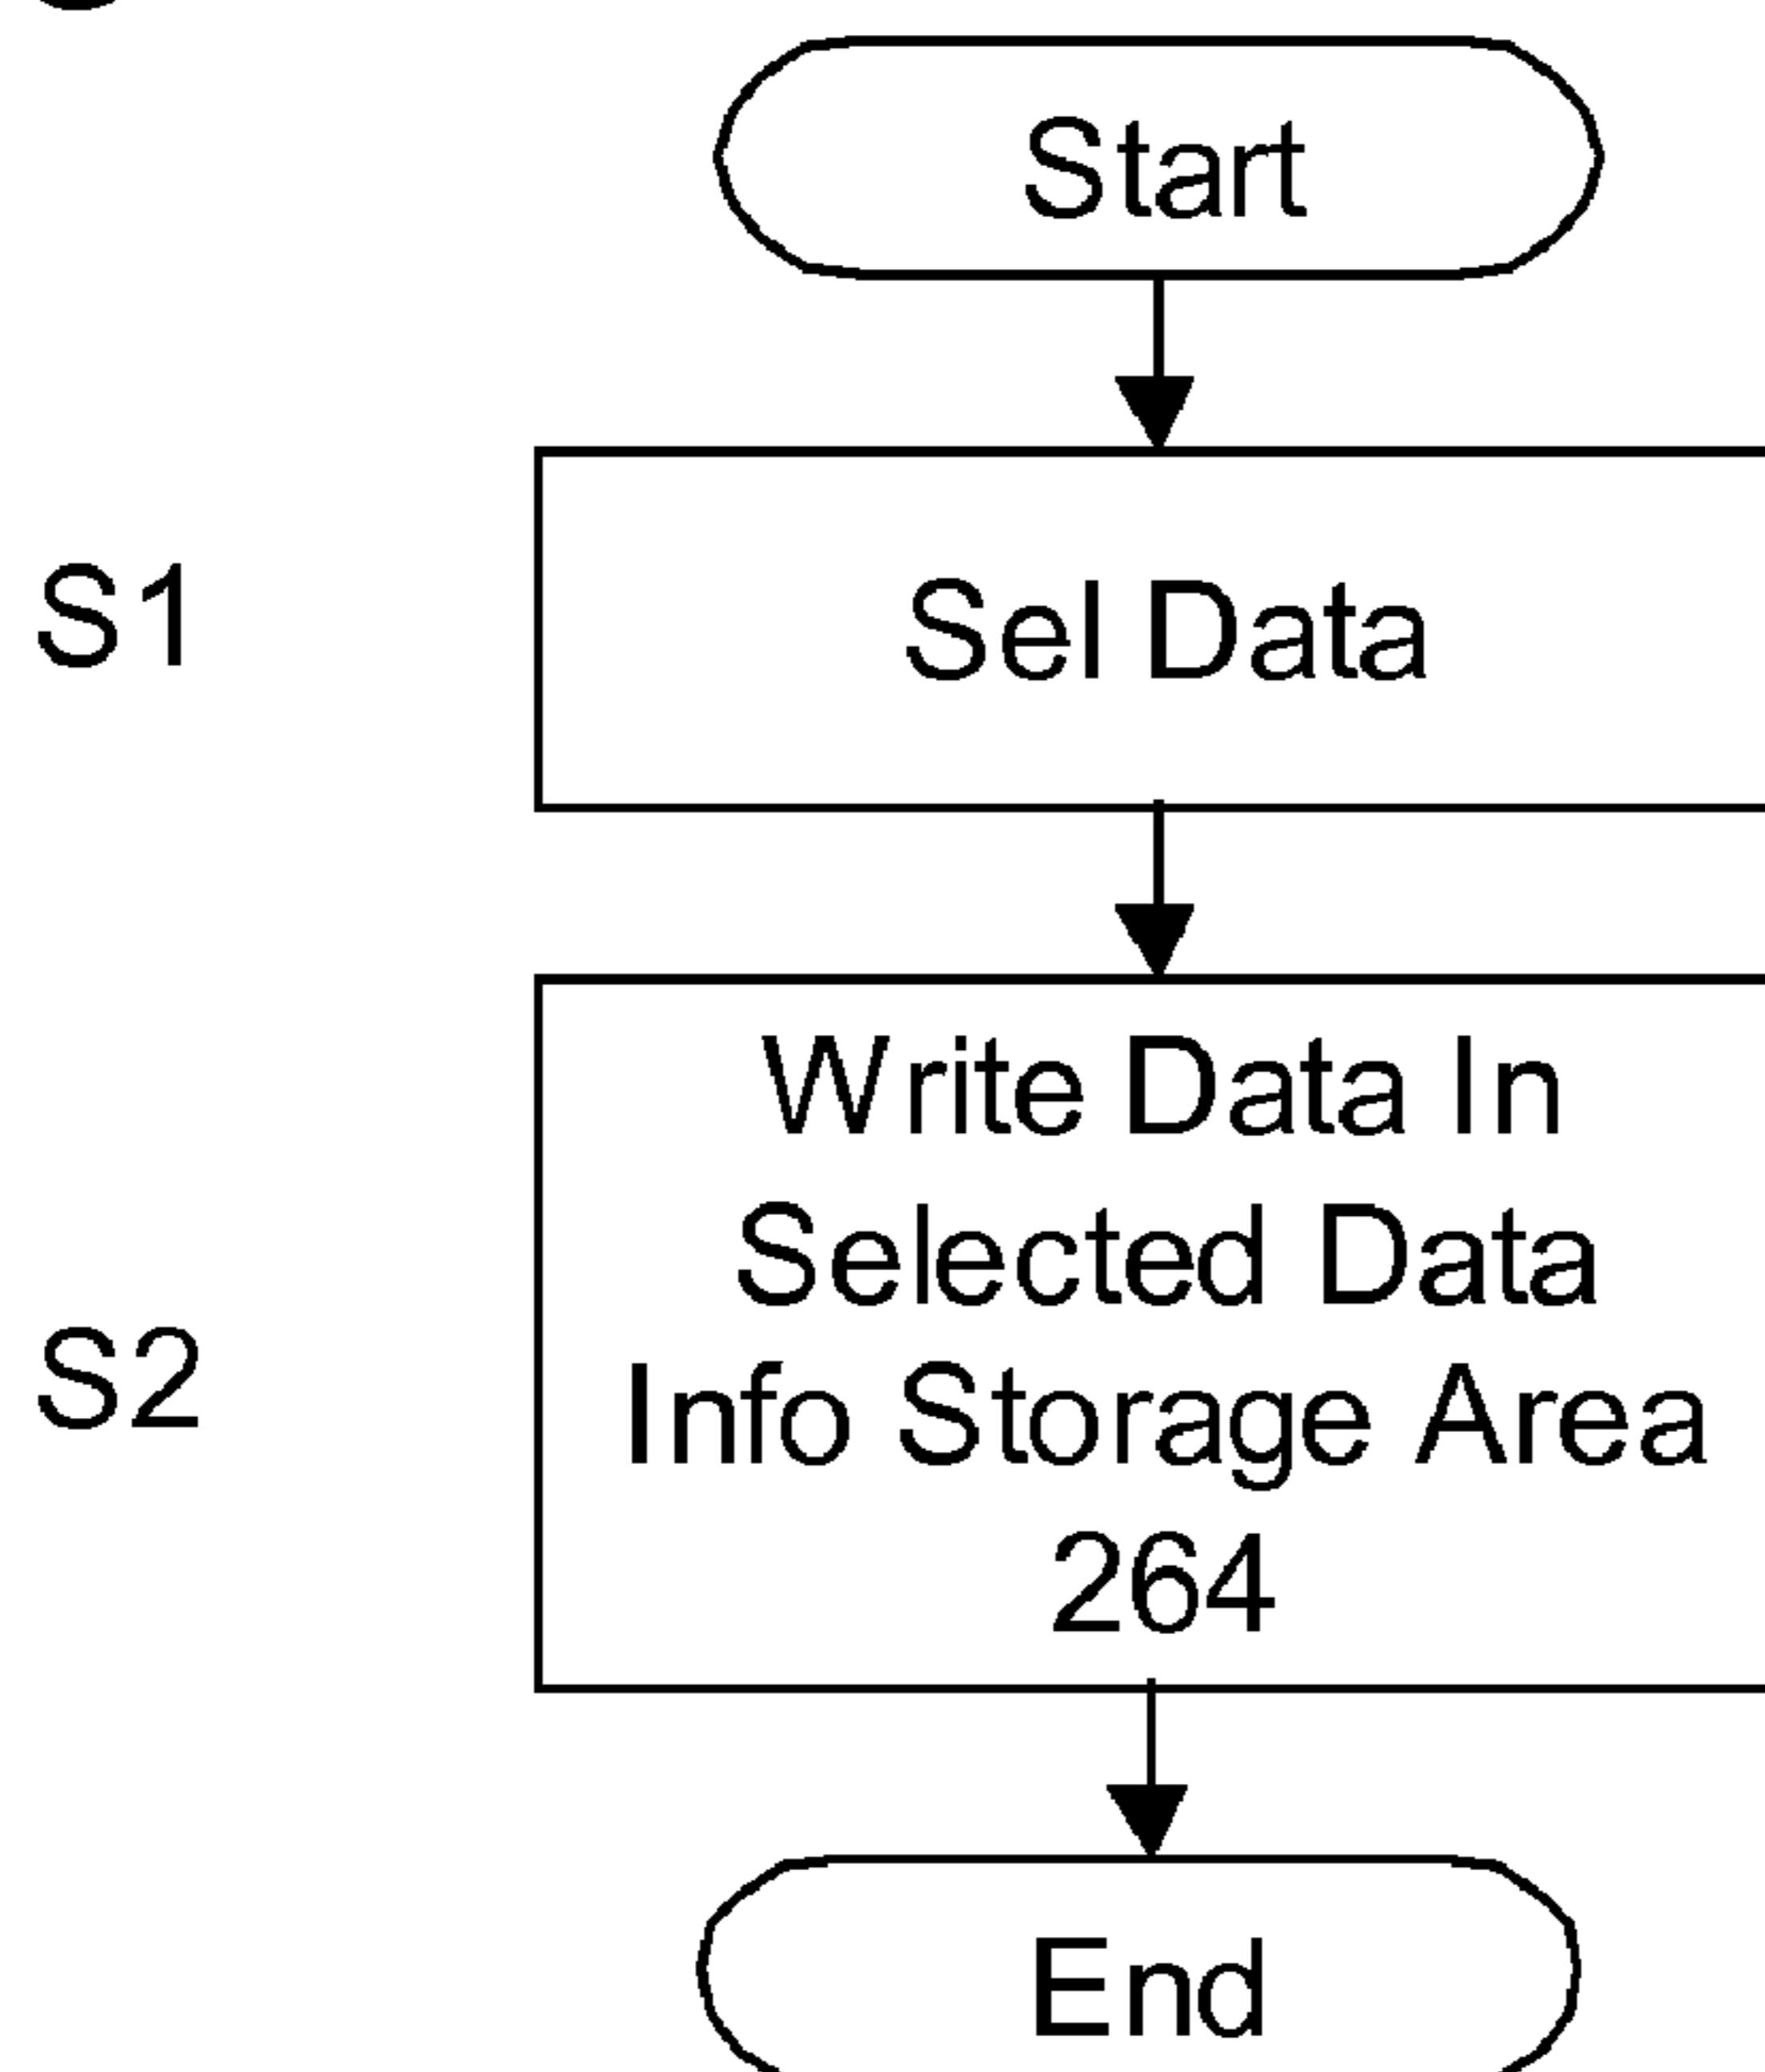 Start
S1
Sel Data
Write Data In
Selected Data
S2
Info Storage Area
264
End